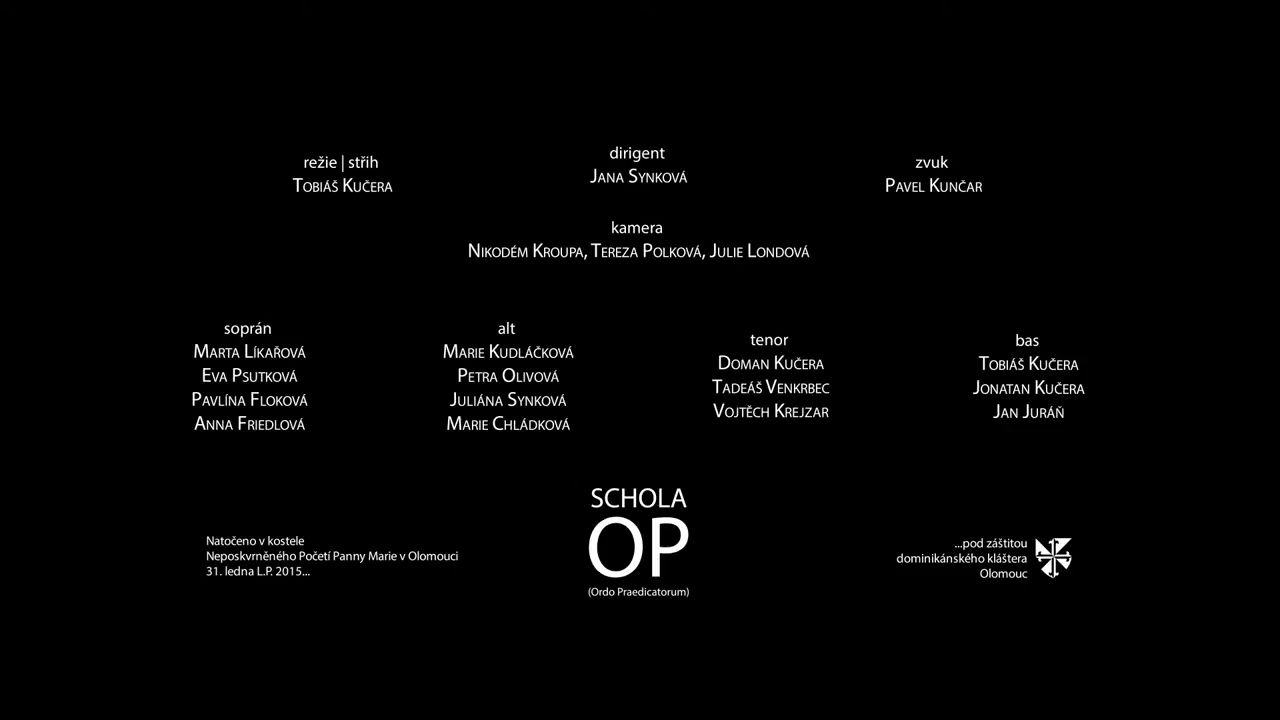 režie | střih
Tobiáš Kučera
dirigent
Jana Synková
zvuk
Pavel Kunčar
kamera
Nikodém Kroupa, Tereza Polková, Julie Londová
soprán
Marta Líkařová
Eva Psutková
Pavlína Floková
Anna Friedlová
alt
Marie Kudláčková
Petra Olivová
Juliána Synková
Marie Chládková
tenor
Doman Kučera
Tadeáš Venkrbec
Vojtěch Krejzar
bas
Tobiáš Kučera
Jonatan Kučera
Jan Juráň
Natočeno v kostele
Neposkvrněného Početí Panny Marie v Olomouci
31. ledna L.P. 2015...
SCHOLA
OP
(Ordo Praedicatorum)
...pod záštitou
dominikánského kláštera
Olomouc